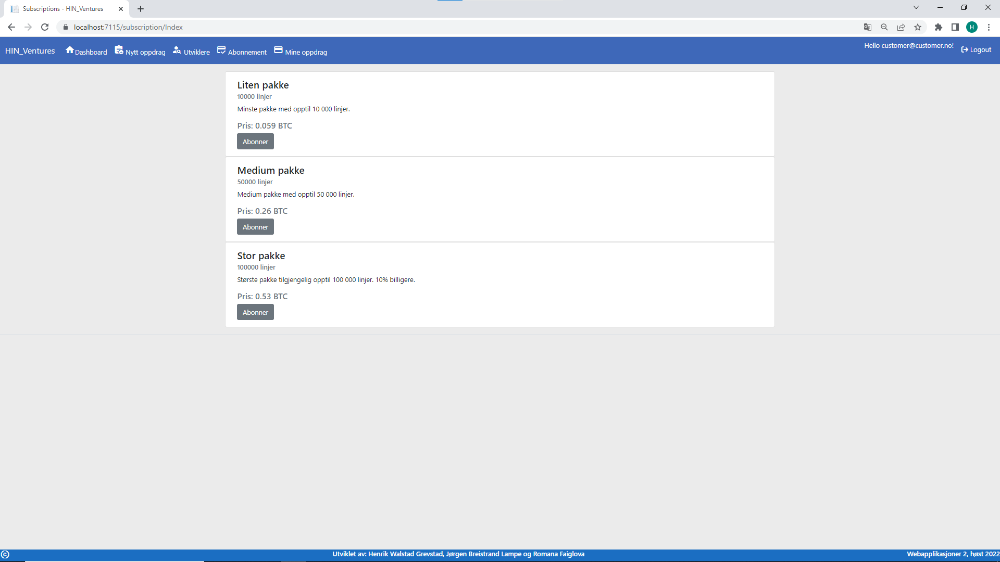 Subscriptions - HIN_Ventures
localhost:7115/subscription/Index
H
HIN_Ventures
Dashboard
Nytt oppdrag
Utviklere
Abonnement
Mine oppdrag
Hello customer@customer.no!
Logout
Liten pakke
10000 linjer
Minste pakke med opptil 10 000 linjer.
Pris: 0.059 BTC
Abonner
Medium pakke
50000 linjer
Medium pakke med opptil 50 000 linjer.
Pris: 0.26 BTC
Abonner
Stor pakke
100000 linjer
Største pakke tilgjengelig opptil 100 000 linjer. 10% billigere.
Pris: 0.53 BTC
Abonner
©
Utviklet av: Henrik Walstad Grevstad, Jørgen Breistrand Lampe og Romana Faiglova
Webapplikasjoner 2, høst 2022